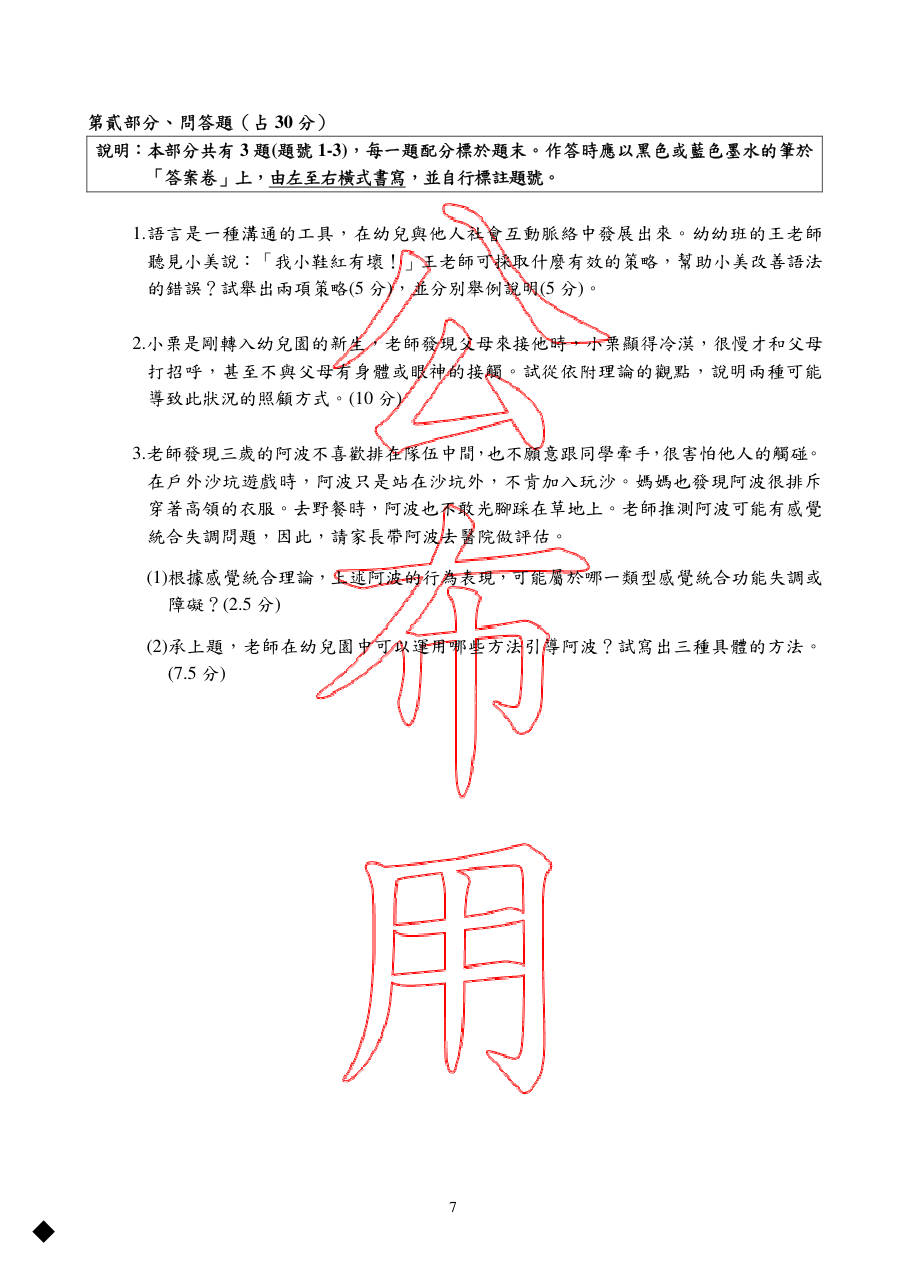 第貳部分、問答題（占 30 分）
說明：本部分共有 3 題(題號 1-3)，每一題配分標於題末。作答時應以黑色或藍色墨水的筆於
「答案卷」上，由左至右橫式書寫，並自行標註題號。
1.語言是一種溝通的工具，在幼兒與他人社會互動脈絡中發展出來。幼幼班的王老師
聽見小美說：「我小鞋紅有壞！」王老師可採取什麼有效的策略，幫助小美改善語法
的錯誤？試舉出兩項策略(5 分)，並分別舉例說明(5 分)。
2.小栗是剛轉入幼兒園的新生，老師發現父母來接他時，小栗顯得冷漠，很慢才和父母
打招呼，甚至不與父母有身體或眼神的接觸。試從依附理論的觀點，說明兩種可能
導致此狀況的照顧方式。(10 分)
3.老師發現三歲的阿波不喜歡排在隊伍中間，也不願意跟同學牽手，很害怕他人的觸碰。
在戶外沙坑遊戲時，阿波只是站在沙坑外，不肯加入玩沙。媽媽也發現阿波很排斥
穿著高領的衣服。去野餐時，阿波也不敢光腳踩在草地上。老師推測阿波可能有感覺
統合失調問題，因此，請家長帶阿波去醫院做評估。
(1)根據感覺統合理論，上述阿波的行為表現，可能屬於哪一類型感覺統合功能失調或
障礙？(2.5 分)
(2)承上題，老師在幼兒園中可以運用哪些方法引導阿波？試寫出三種具體的方法。
(7.5 分)
公布用
7